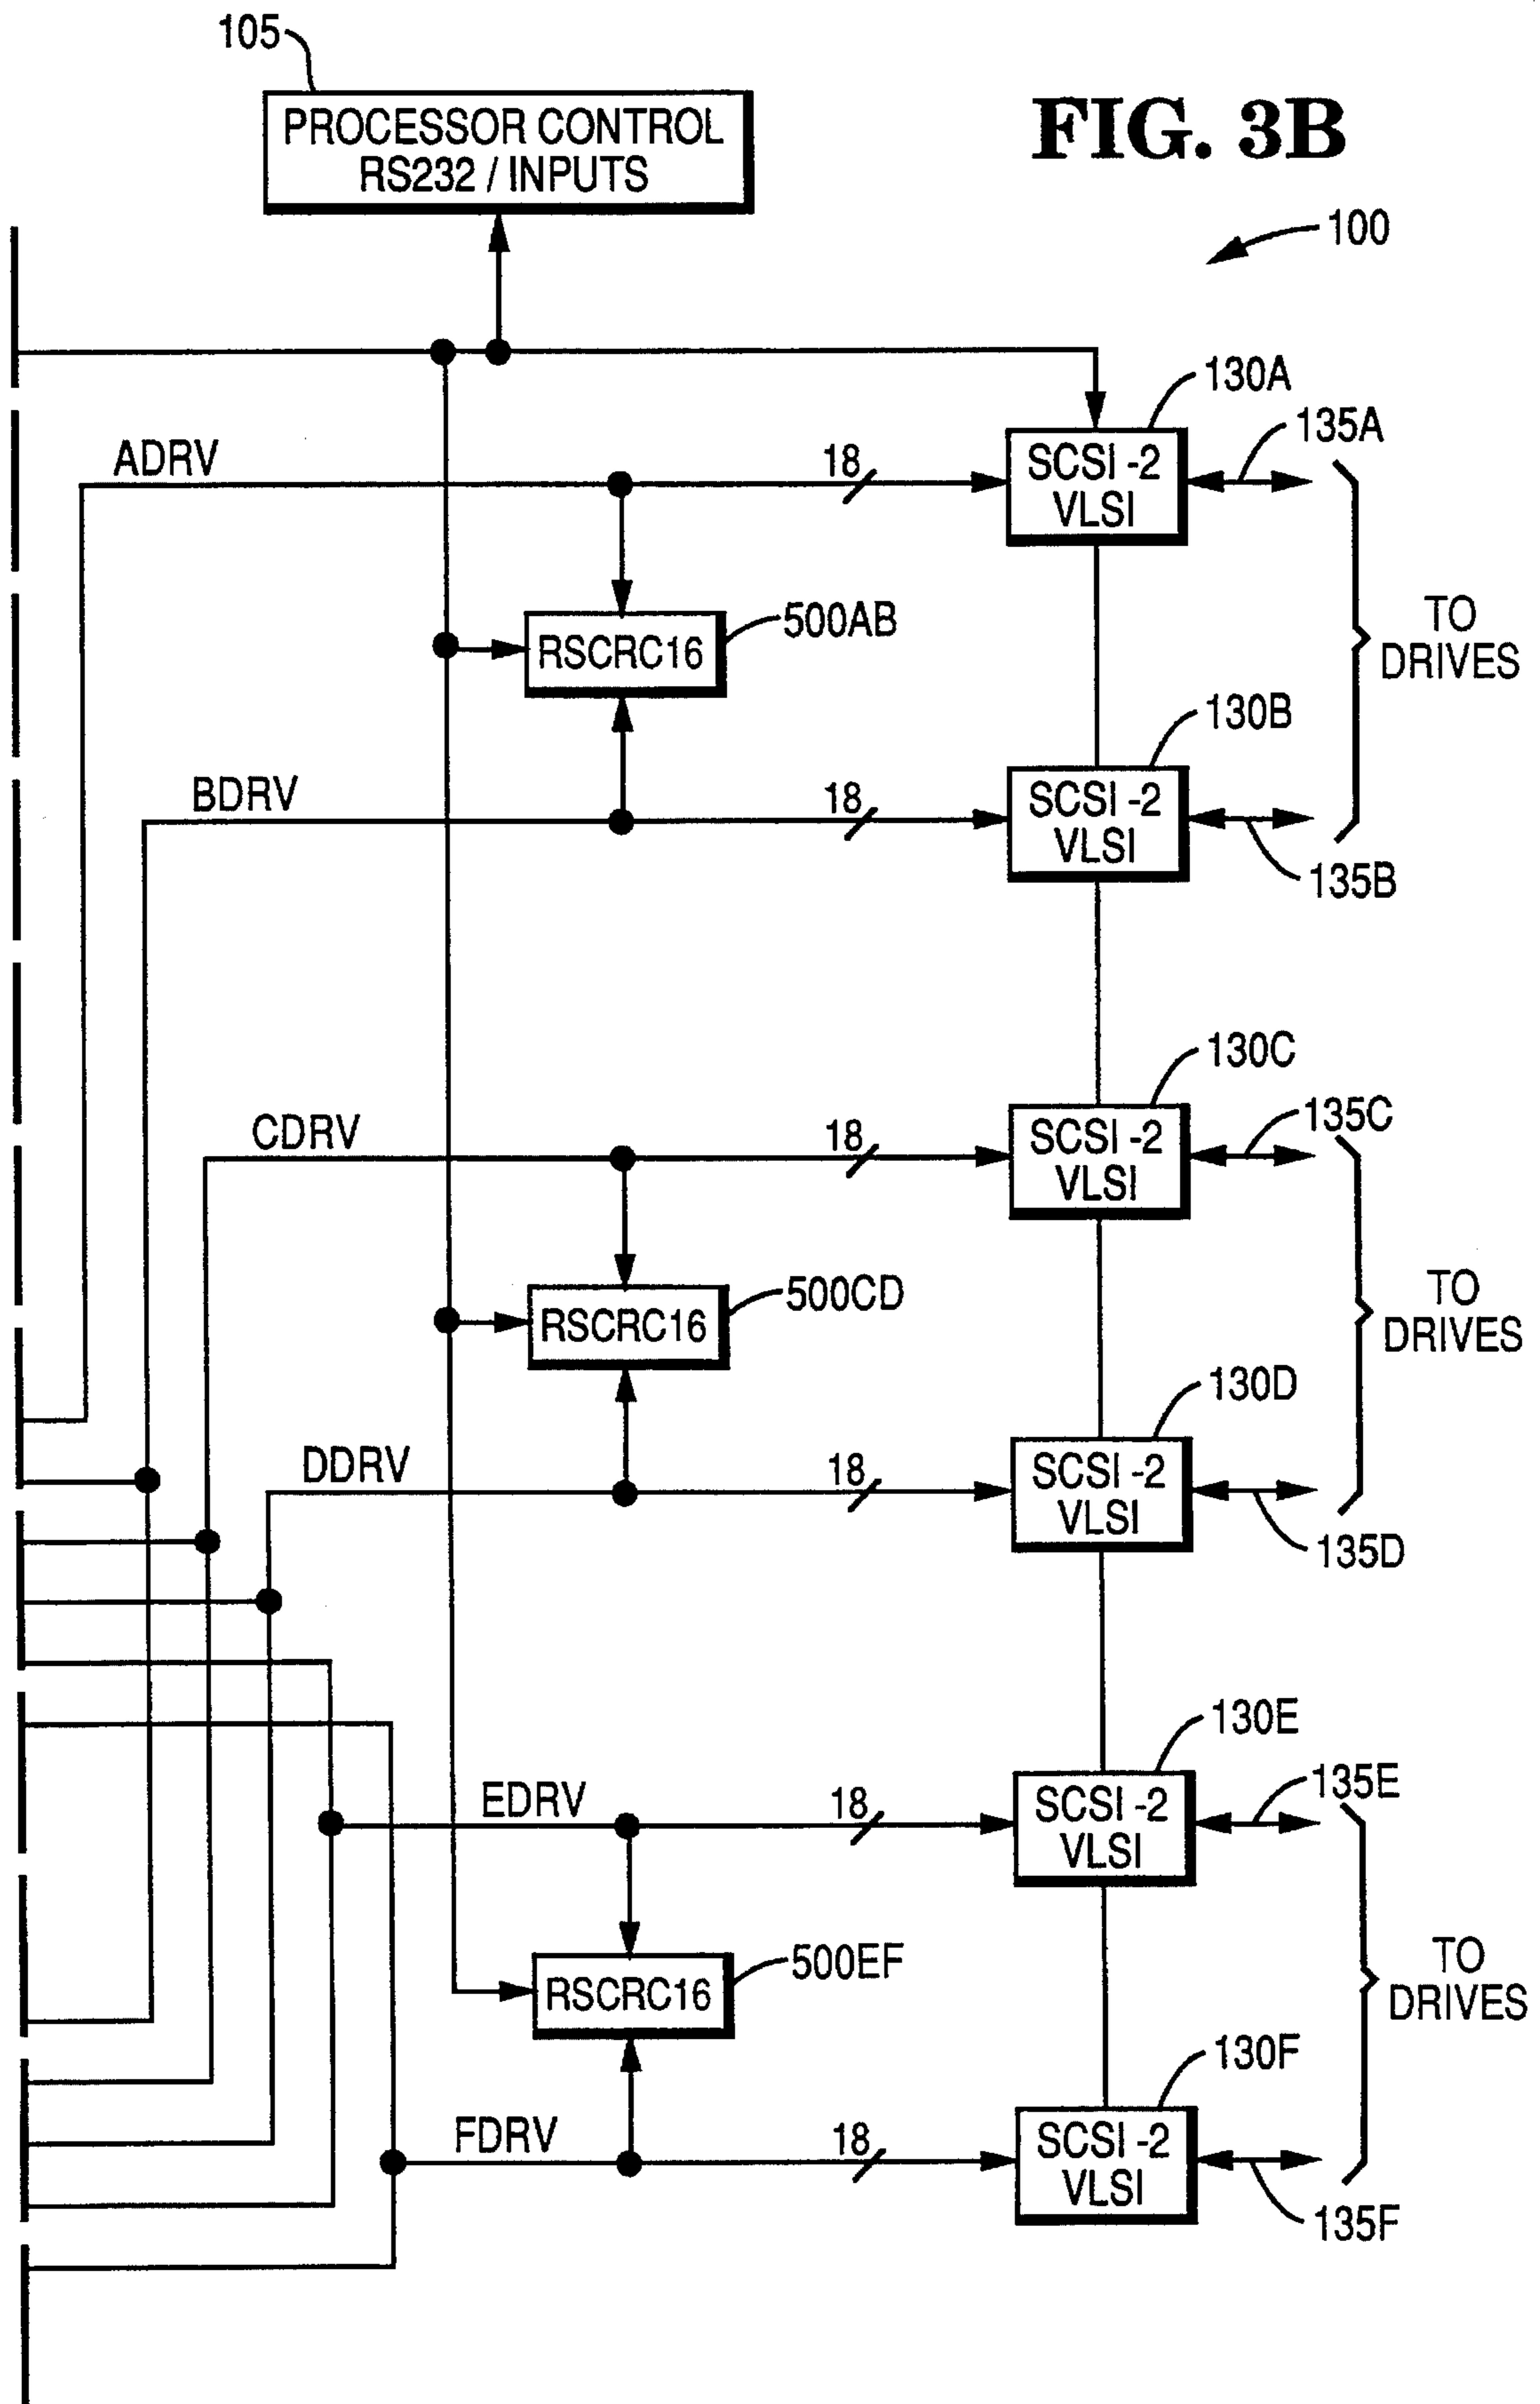 105
PROCESSOR CONTROL
RS232 / INPUTS
FIG. 3B
100
130A
135A
ADRV
18
SCSI -2
VLSI
500AB
RSCRC16
TO
DRIVES
130B
BDRV
18
SCSI -2
VLSI
135B
130C
135C
CDRV
18
SCSI -2
VLSI
500CD
RSCRC16
TO
DRIVES
130D
DDRV
18
SCSI -2
VLSI
135D
130E
135E
EDRV
18
SCSI -2
VLSI
500EF
RSCRC16
TO
DRIVES
130F
FDRV
18
SCSI -2
VLSI
135F